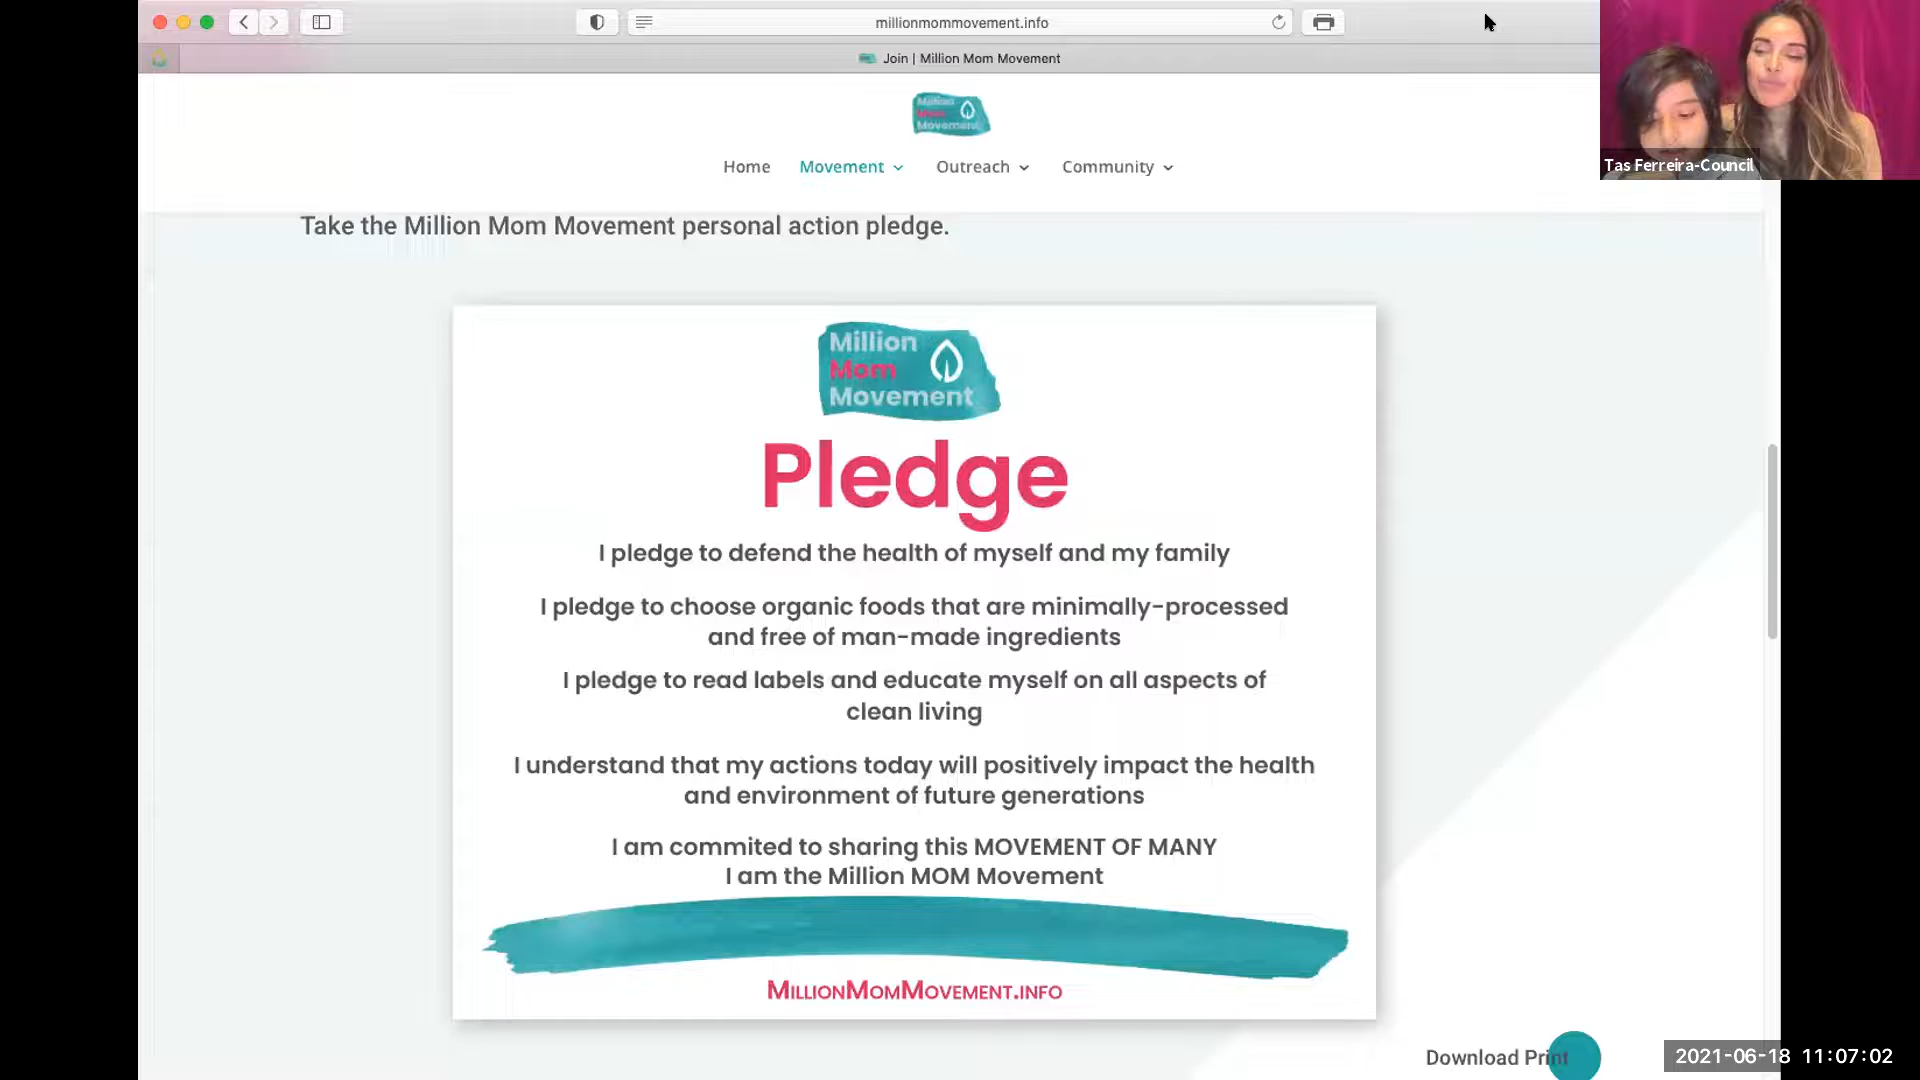 millionmommovement.info
Join | Million Mom Movement
Million
Mom
Movement
Home Movement Outreach Community
Tas Ferreira-Council
Take the Million Mom Movement personal action pledge.
Million
Mom
Movement
Pledge
I pledge to defend the health of myself and my family
I pledge to choose organic foods that are minimally-processed
and free of man-made ingredients
I pledge to read labels and educate myself on all aspects of
clean living
I understand that my actions today will positively impact the health
and environment of future generations
I am commited to sharing this MOVEMENT OF MANY
I am the Million MOM Movement
MILLIONMOMMOVEMENT.INFO
Download Print
2021-06-18 11:07:02